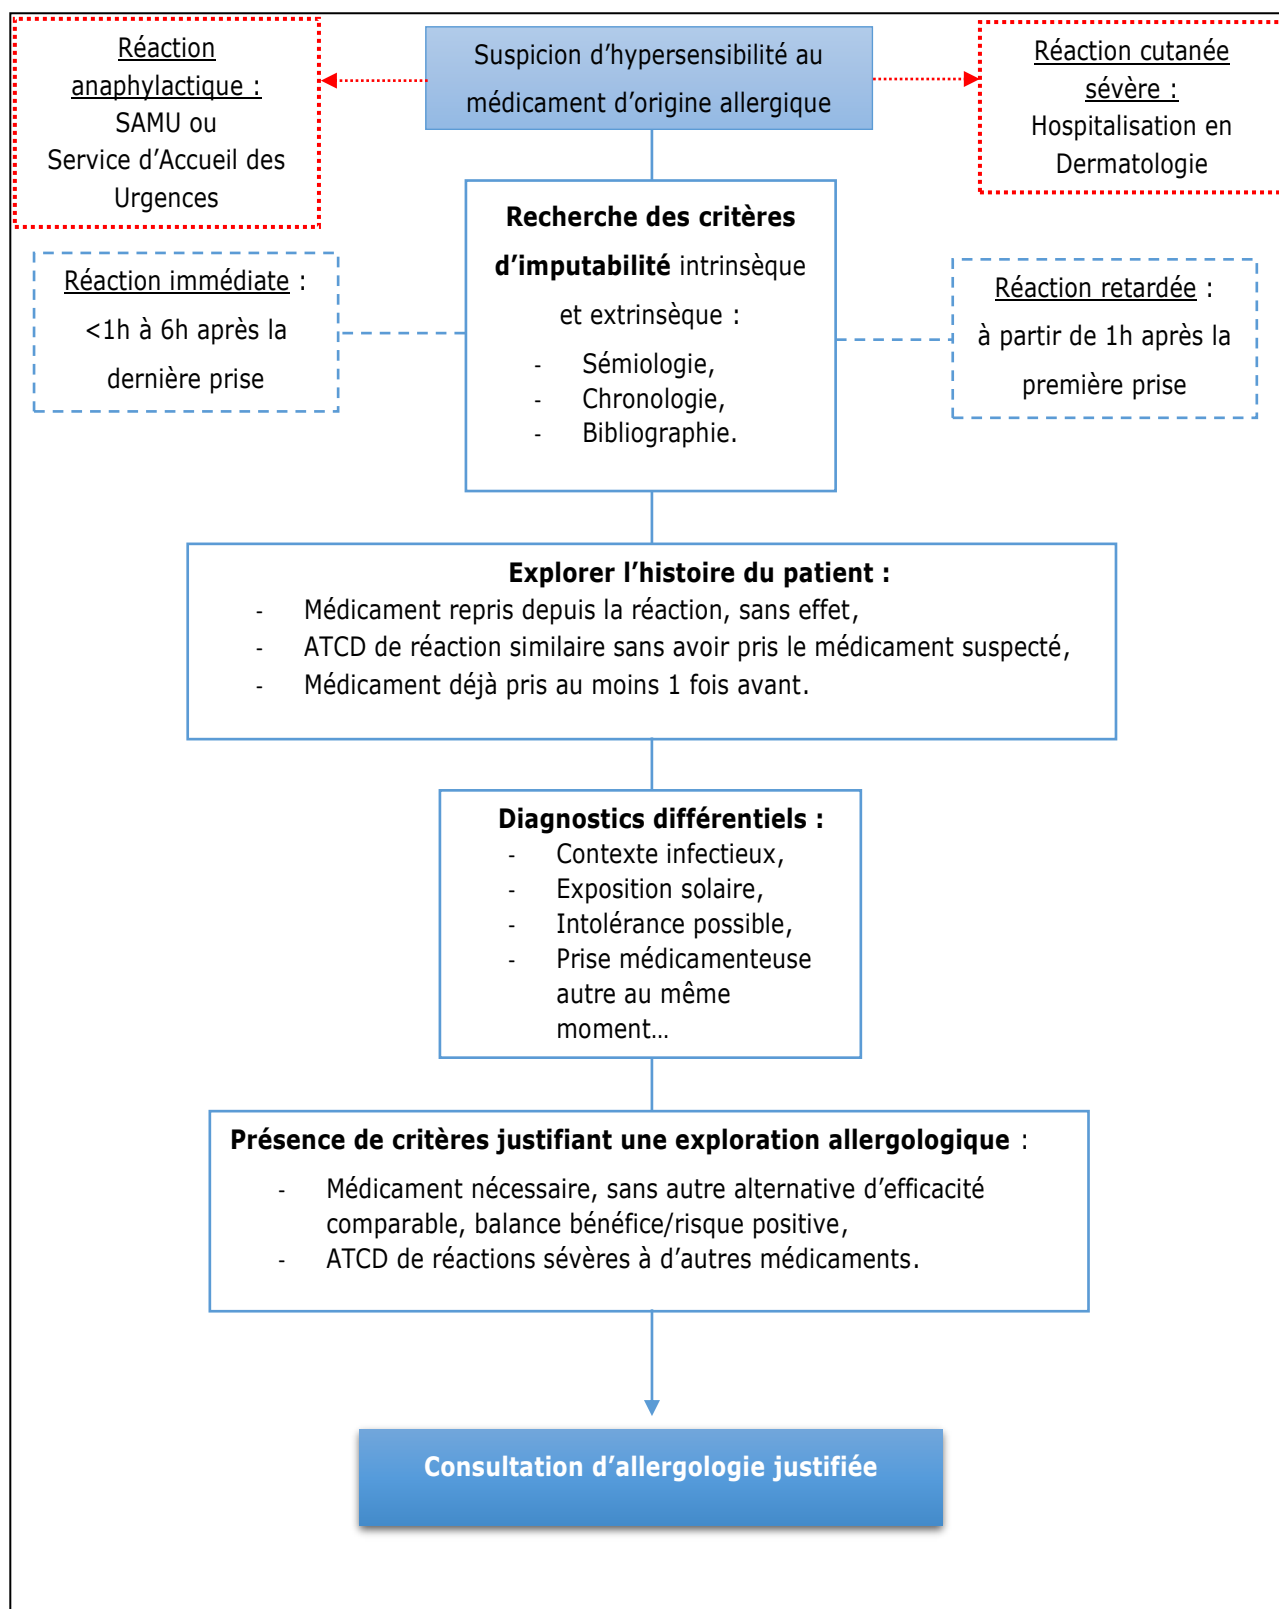 Réaction
anaphylactique :
SAMU ou
Service d’Accueil des
Urgences
Suspicion d’hypersensibilité au
médicament d’origine allergique
Réaction cutanée
sévère :
Hospitalisation en
Dermatologie
Réaction immédiate :
<1h à 6h après la
dernière prise
Recherche des critères
d’imputabilité intrinsèque
et extrinsèque :
- Sémiologie,
- Chronologie,
- Bibliographie.
Réaction retardée :
à partir de 1h après la
première prise
Explorer l’histoire du patient :
- Médicament repris depuis la réaction, sans effet,
- ATCD de réaction similaire sans avoir pris le médicament suspecté,
- Médicament déjà pris au moins 1 fois avant.
Diagnostics différentiels :
- Contexte infectieux,
- Exposition solaire,
- Intolérance possible,
- Prise médicamenteuse
autre au même
moment…
Présence de critères justifiant une exploration allergologique :
- Médicament nécessaire, sans autre alternative d’efficacité
comparable, balance bénéfice/risque positive,
- ATCD de réactions sévères à d’autres médicaments.
Consultation d’allergologie justifiée